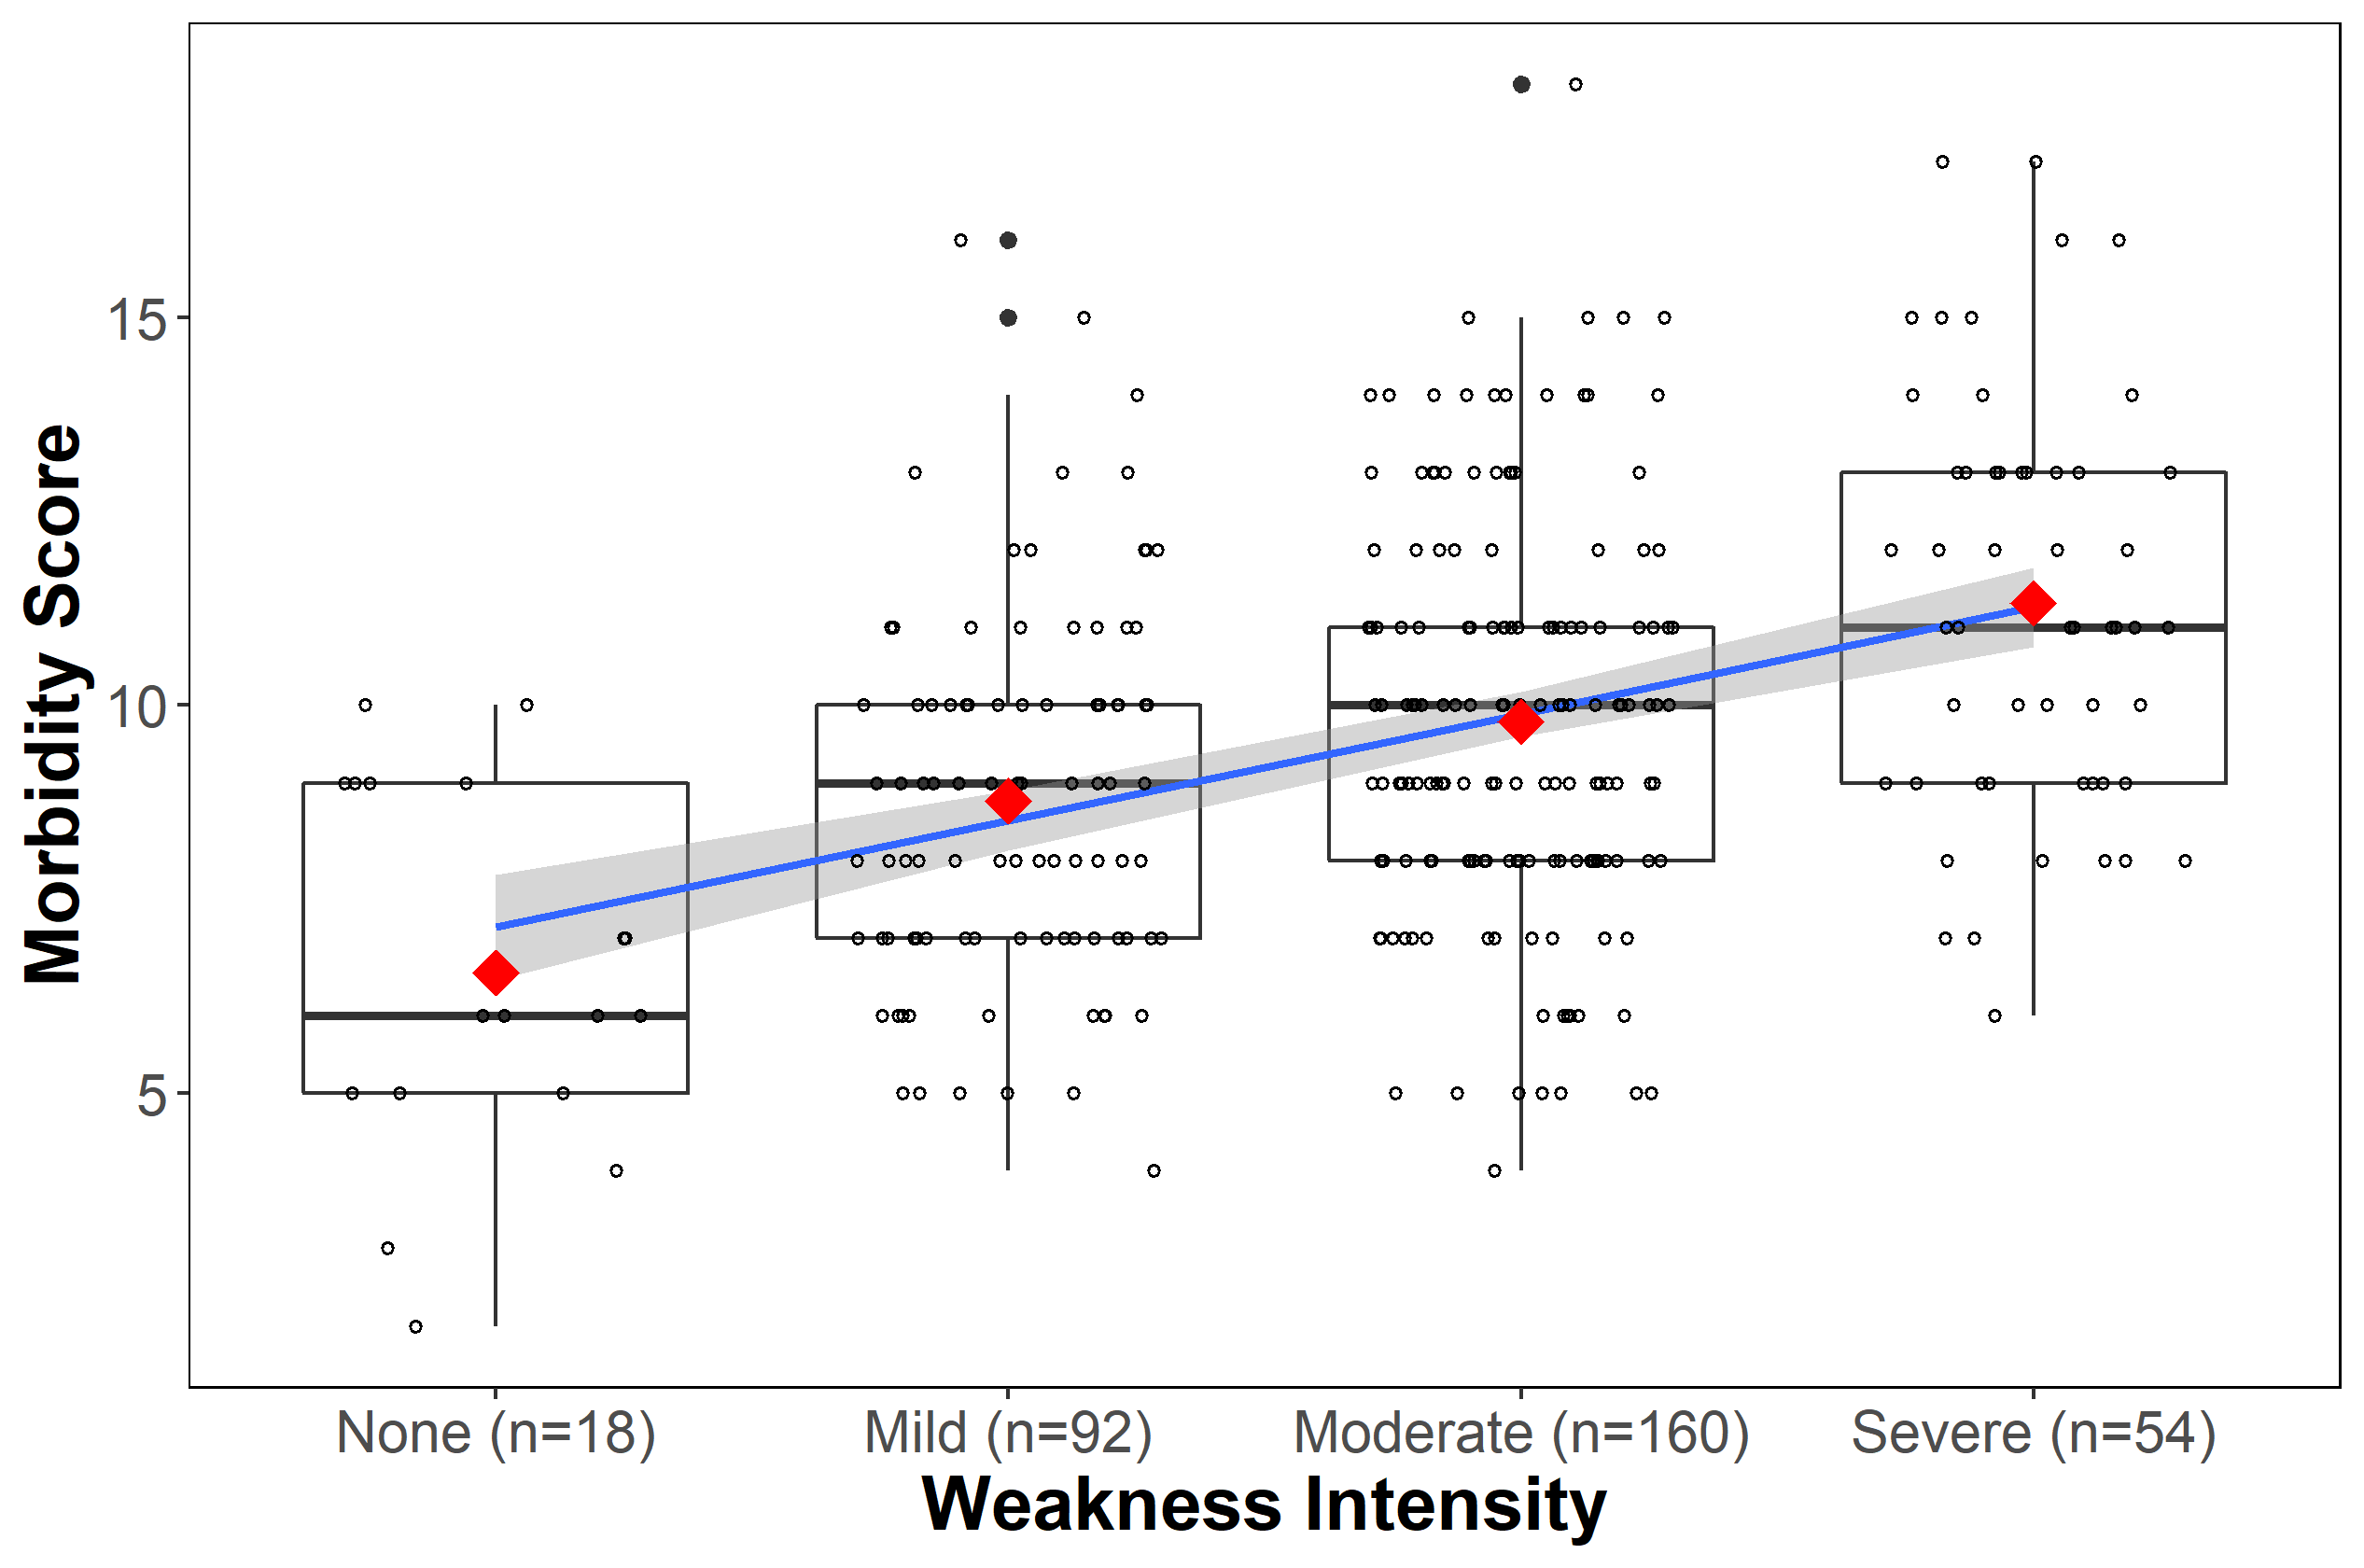 Morbidity Score
15
10
5
None (n=18)
Mild (n=92)
Moderate (n=160)
Severe (n=54)
Weakness Intensity